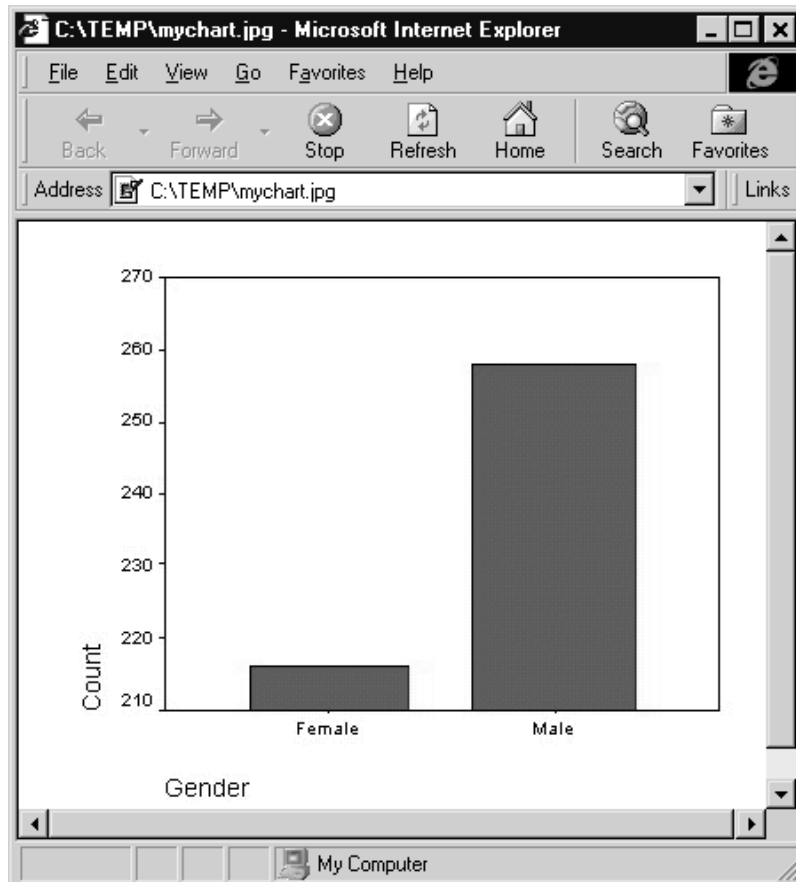 C:\TEMP\mychart.jpg - Microsoft Internet Explorer
File Edit View Go Favorites Help
Back Forward Stop Refresh Home Search Favorites
Address C:\TEMP\mychart.jpg Links
270
260
250
240
230
220
210
Count
Female Male
Gender
My Computer